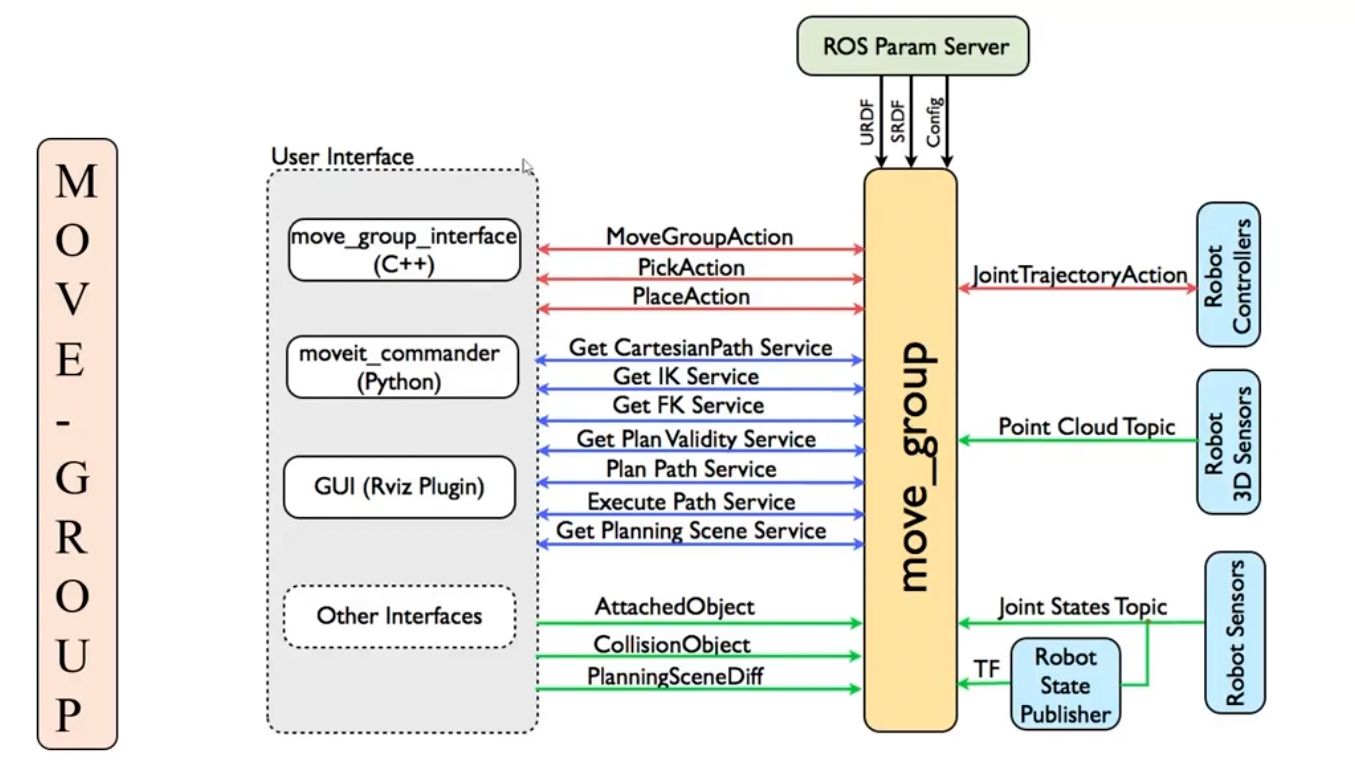 ROS Param Server
URDF
SRDF
Config
M
O
V
E
-
G
R
O
U
P
User Interface
move_group_interface
(C++)
moveit_commander
(Python)
GUI (Rviz Plugin)
Other Interfaces
MoveGroupAction
PickAction
PlaceAction
Get CartesianPath Service
Get IK Service
Get FK Service
Get Plan Validity Service
Plan Path Service
Execute Path Service
Get Planning Scene Service
AttachedObject
CollisionObject
PlanningSceneDiff
move_group
JointTrajectoryAction
Robot
Controllers
Point Cloud Topic
Robot
3D Sensors
Joint States Topic
TF
Robot
State
Publisher
Robot Sensors